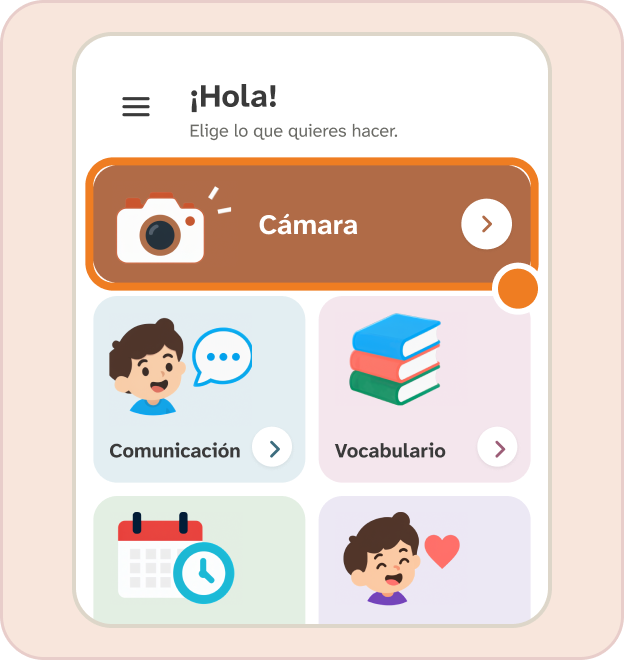 ¡Hola!
Elige lo que quieres hacer.
Cámara
Comunicación
Vocabulario